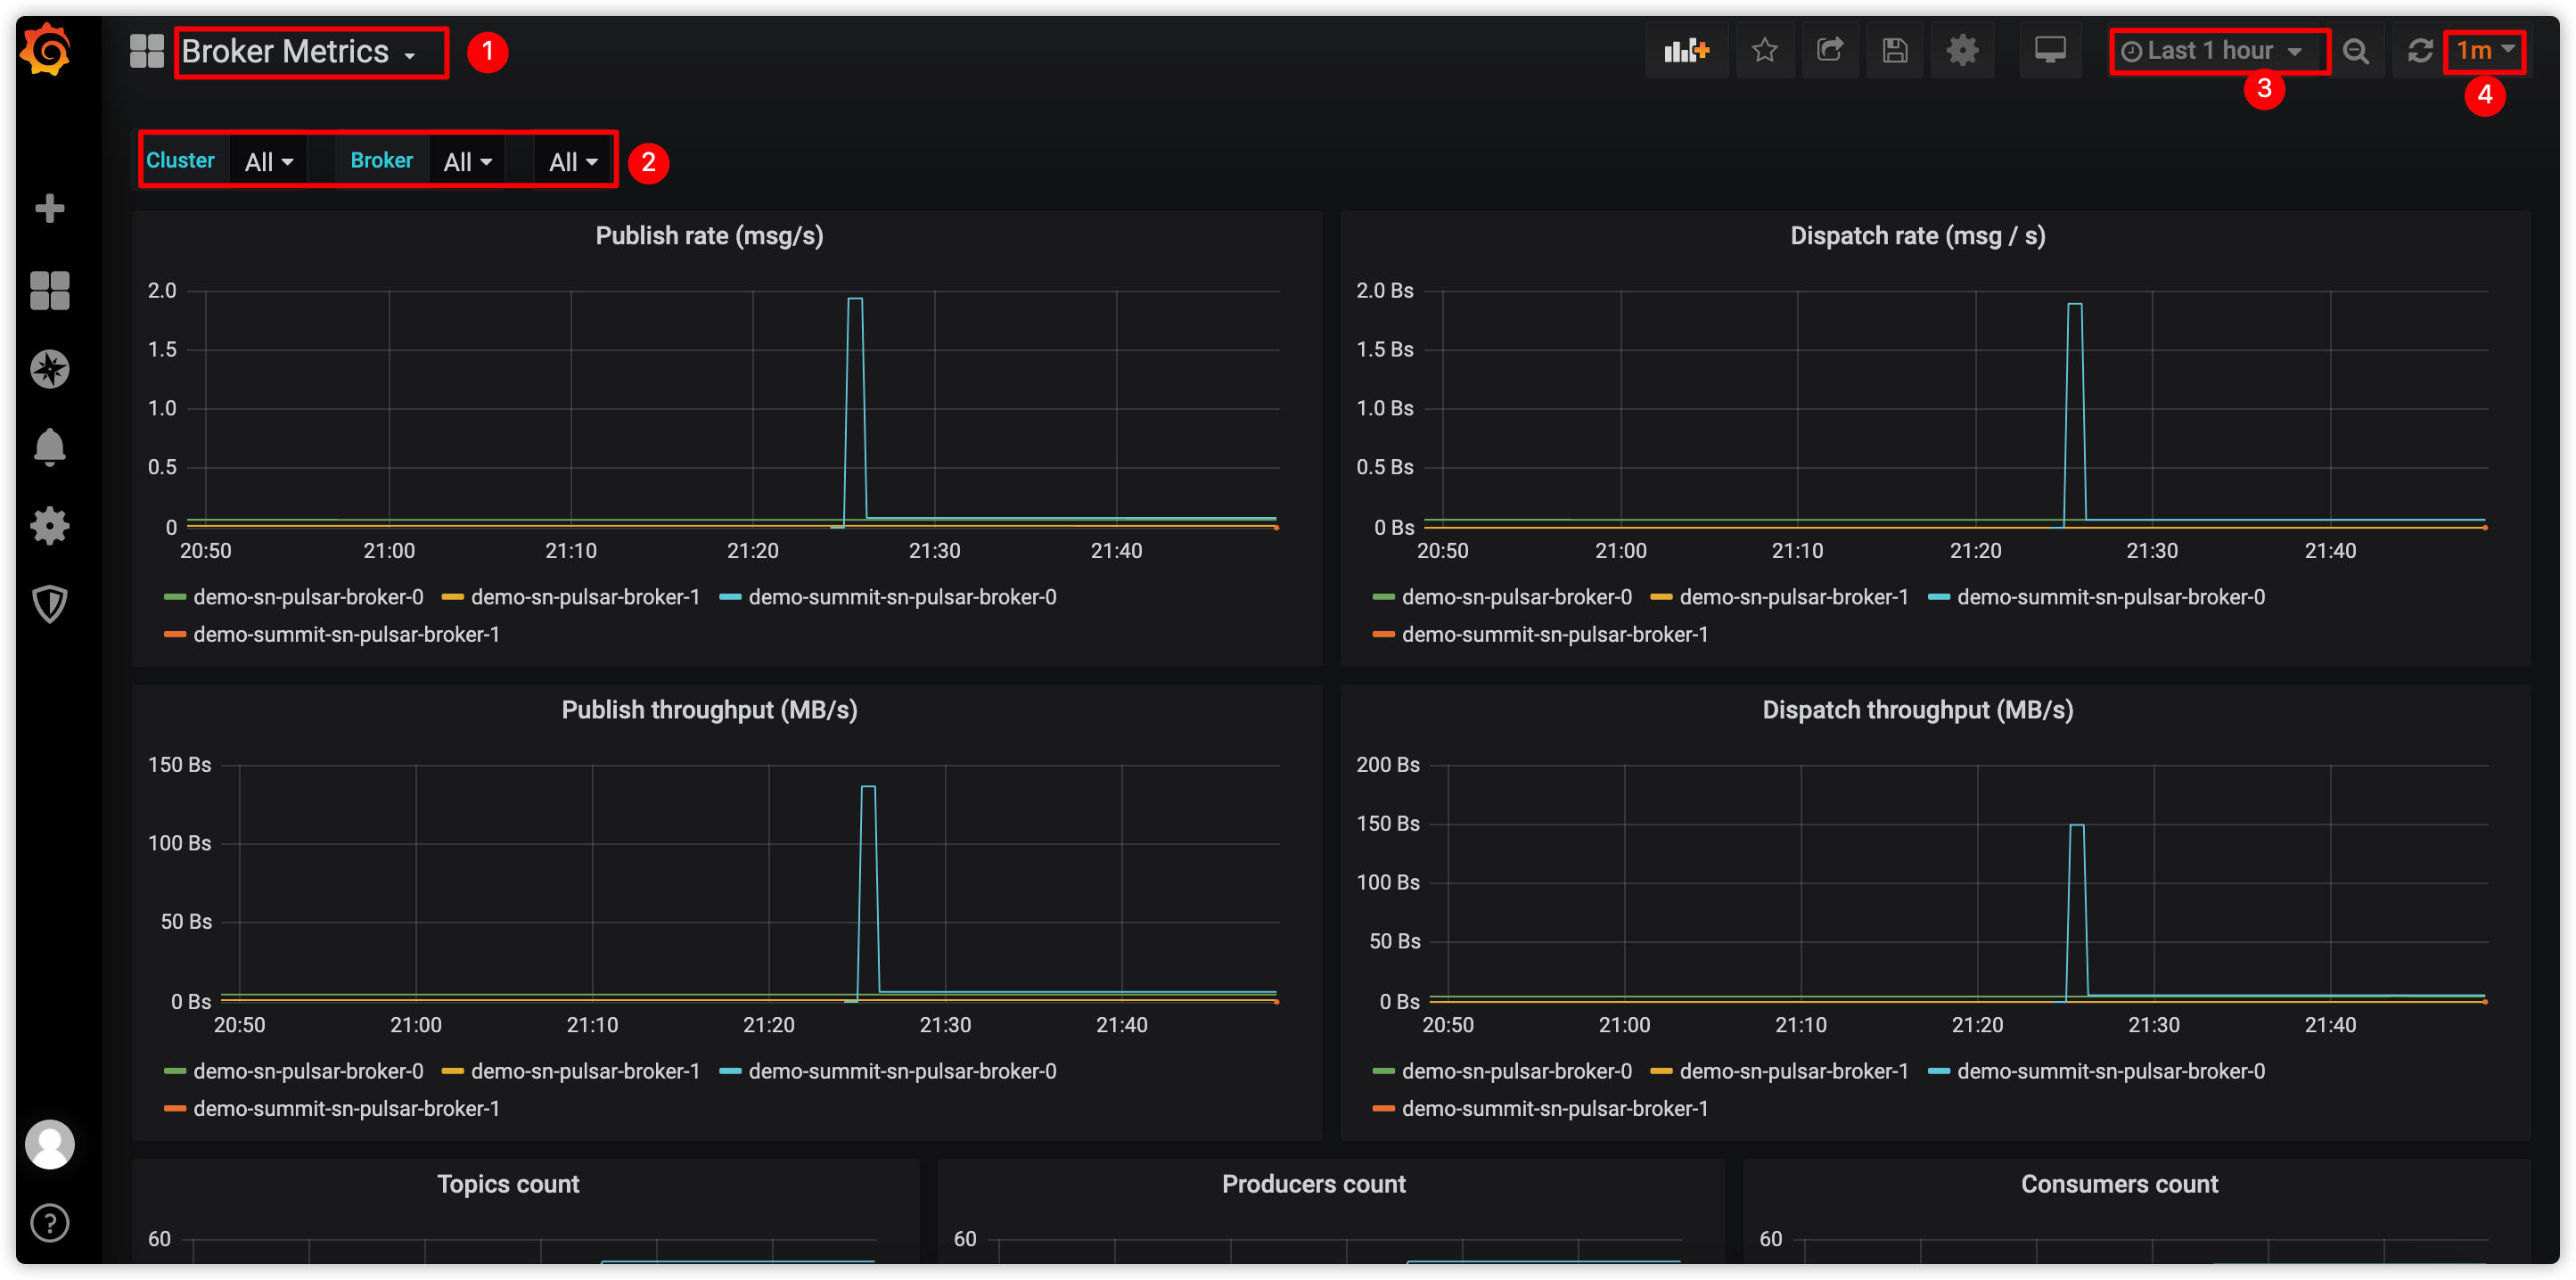 Broker Metrics
1
Last 1 hour
3
1m
4
Cluster All Broker All All
2
Publish rate (msg/s)
2.0
1.5
1.0
0.5
0
20:50 21:00 21:10 21:20 21:30 21:40
demo-sn-pulsar-broker-0 demo-sn-pulsar-broker-1 demo-summit-sn-pulsar-broker-0
demo-summit-sn-pulsar-broker-1
Dispatch rate (msg / s)
2.0 Bs
1.5 Bs
1.0 Bs
0.5 Bs
0 Bs
20:50 21:00 21:10 21:20 21:30 21:40
demo-sn-pulsar-broker-0 demo-sn-pulsar-broker-1 demo-summit-sn-pulsar-broker-0
demo-summit-sn-pulsar-broker-1
Publish throughput (MB/s)
150 Bs
100 Bs
50 Bs
0 Bs
20:50 21:00 21:10 21:20 21:30 21:40
demo-sn-pulsar-broker-0 demo-sn-pulsar-broker-1 demo-summit-sn-pulsar-broker-0
demo-summit-sn-pulsar-broker-1
Dispatch throughput (MB/s)
200 Bs
150 Bs
100 Bs
50 Bs
0 Bs
20:50 21:00 21:10 21:20 21:30 21:40
demo-sn-pulsar-broker-0 demo-sn-pulsar-broker-1 demo-summit-sn-pulsar-broker-0
demo-summit-sn-pulsar-broker-1
Topics count
60
Producers count
60
Consumers count
60
?